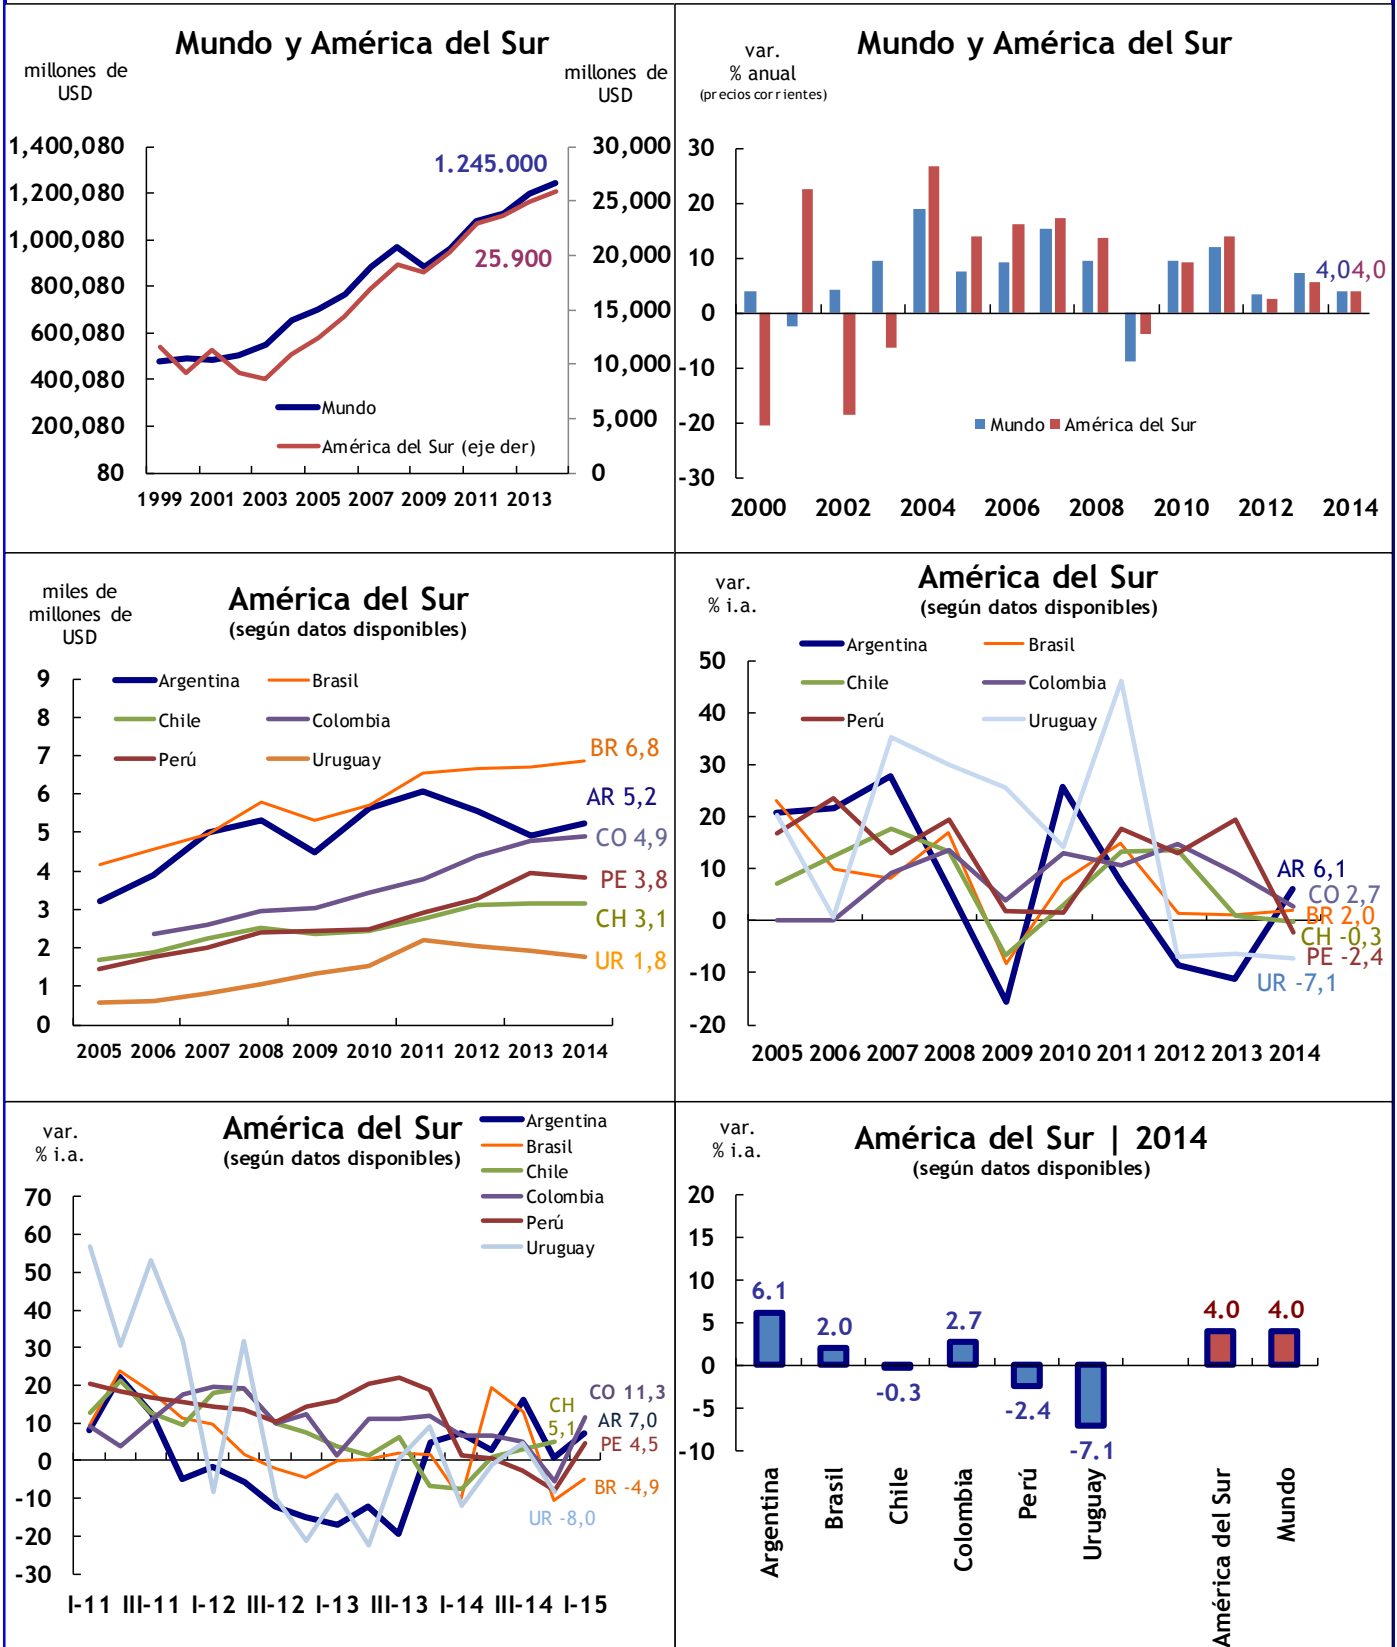 Mundo y América del Sur
millones de
USD
millones de
USD
1,400,080
1,200,080
1,000,080
800,080
600,080
400,080
200,080
80
30,000
25,000
20,000
15,000
10,000
5,000
0
1.245.000
25.900
Mundo
América del Sur (eje der)
1999 2001 2003 2005 2007 2009 2011 2013
Mundo y América del Sur
var.
% anual
(precios corrientes)
30
20
10
0
-10
-20
-30
4,0 4,0
Mundo América del Sur
2000 2002 2004 2006 2008 2010 2012 2014
miles de
millones de
USD
América del Sur
(según datos disponibles)
Argentina Brasil
Chile Colombia
Perú Uruguay
9
8
7
6
5
4
3
2
1
0
BR 6,8
AR 5,2
CO 4,9
PE 3,8
CH 3,1
UR 1,8
2005 2006 2007 2008 2009 2010 2011 2012 2013 2014
var.
% i.a.
América del Sur
(según datos disponibles)
Argentina Brasil
Chile Colombia
Perú Uruguay
50
40
30
20
10
0
-10
-20
AR 6,1
CO 2,7
BR 2,0
CH -0,3
PE -2,4
UR -7,1
2005 2006 2007 2008 2009 2010 2011 2012 2013 2014
var.
% i.a.
América del Sur
(según datos disponibles)
Argentina
Brasil
Chile
Colombia
Perú
Uruguay
70
60
50
40
30
20
10
0
-10
-20
-30
CO 11,3
CH
5,1
AR 7,0
PE 4,5
BR -4,9
UR -8,0
I-11 III-11 I-12 III-12 I-13 III-13 I-14 III-14 I-15
var.
% i.a.
América del Sur | 2014
(según datos disponibles)
20
15
10
5
0
-5
-10
6.1
2.0
-0.3
2.7
-2.4
-7.1
4.0
4.0
Argentina
Brasil
Chile
Colombia
Perú
Uruguay
América del Sur
Mundo